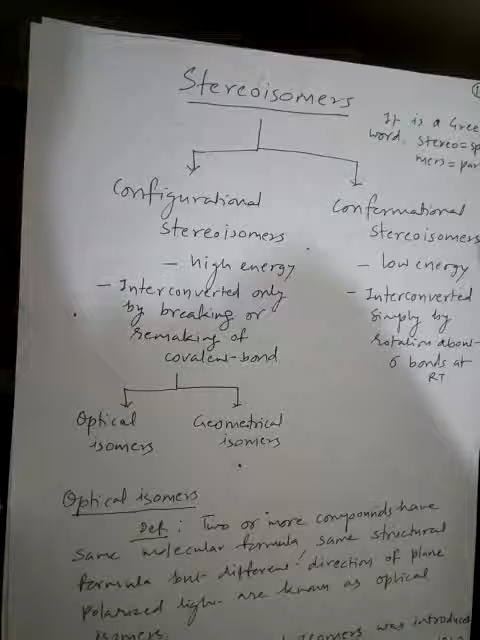 Stereoisomers
It is a Gree
word. Stereo=sp
mers=par
Configurational
Stereoisomers
- high energy
- Interconverted only
by breaking or
remaking of
covalent bond
Conformational
Stereoisomers
- low energy
- Interconverted
simply by
rotation about
σ bonds at
RT
Optical
isomers
Geometrical
isomers
Optical isomers
Def: Two or more compounds have
same molecular formula, same structural
formula but different direction of plane
polarized light are known as optical
isomers.
isomers was introduced